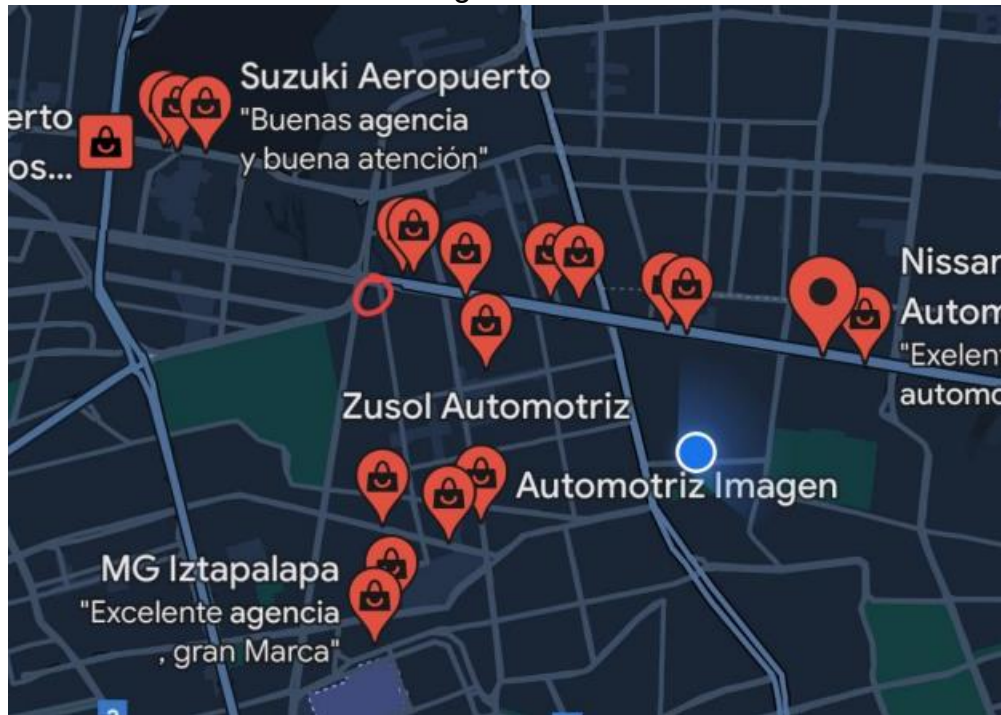 Suzuki Aeropuerto
"Buenas agencia
y buena atención"
erto
os...
Nissan
Autom
"Exelent
automo
Zusol Automotriz
Automotriz Imagen
MG Iztapalapa
"Excelente agencia
, gran Marca"